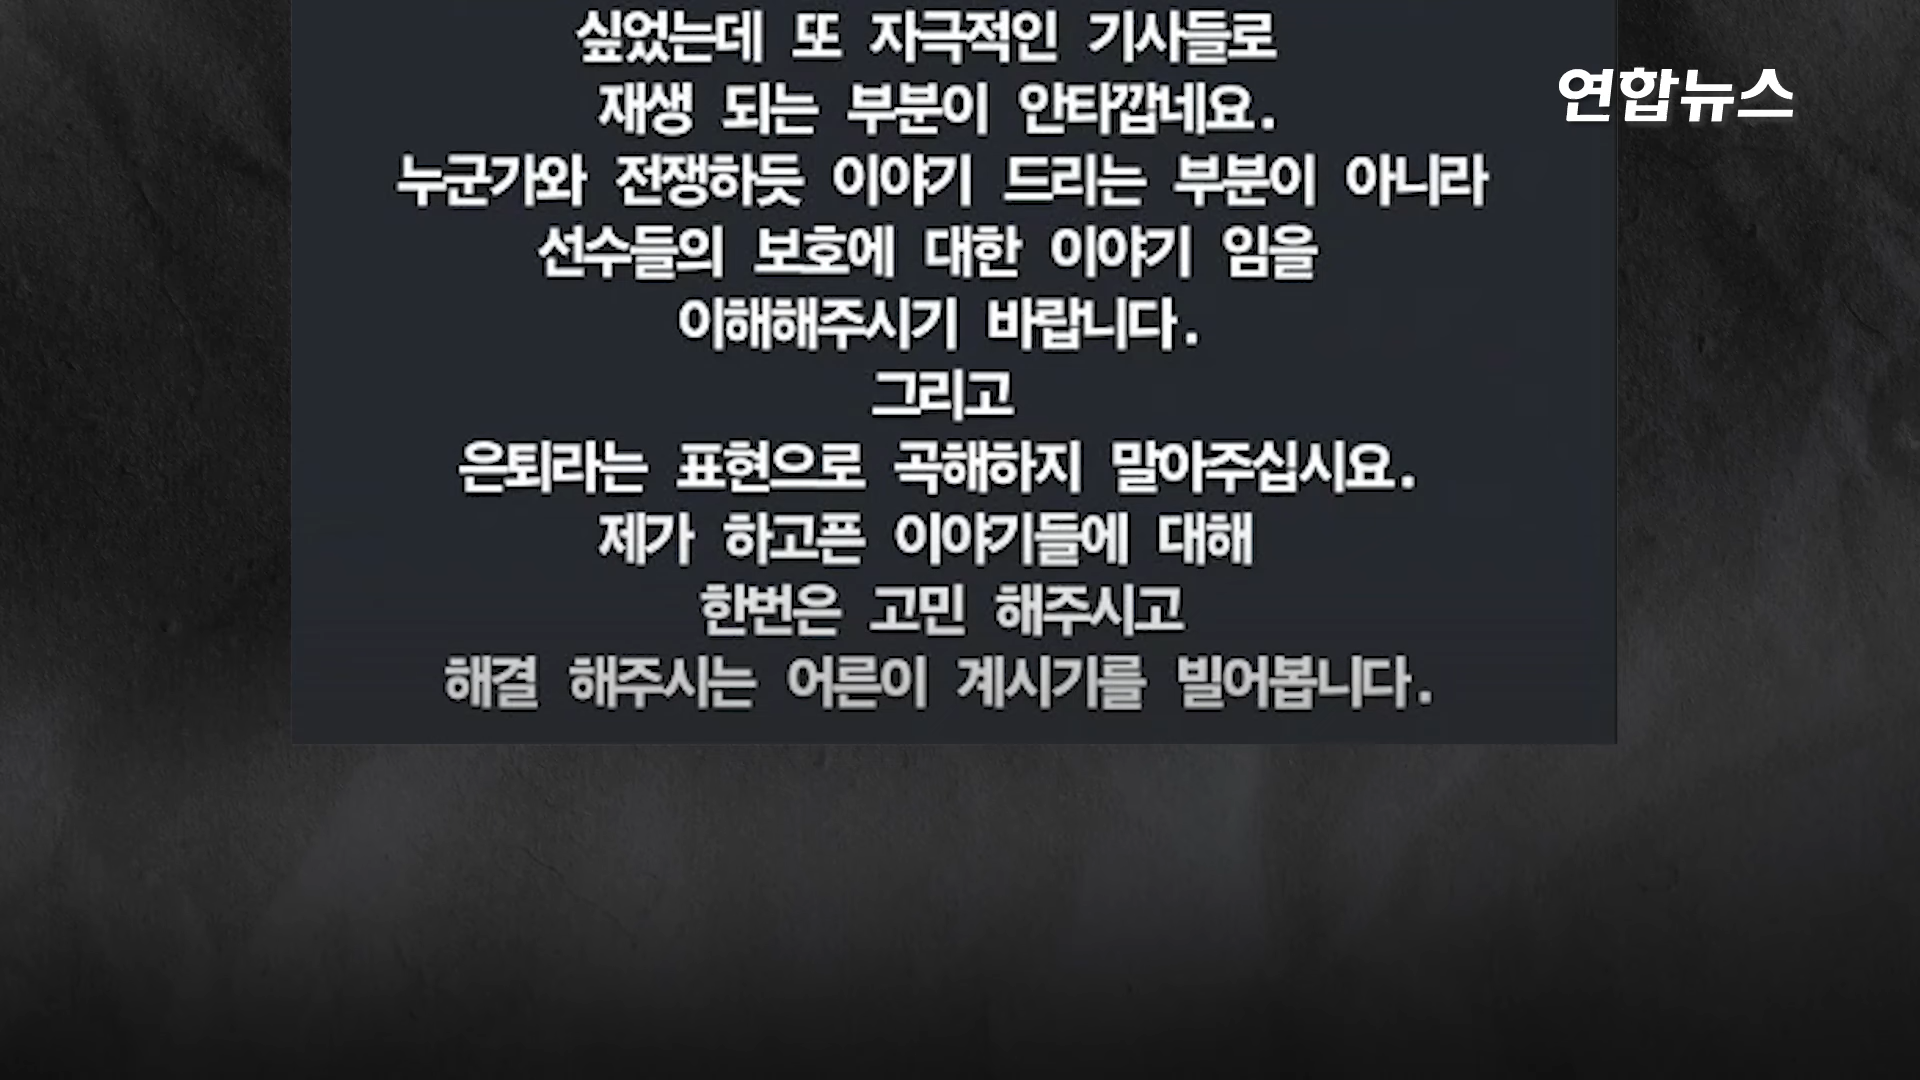 싶었는데 또 자극적인 기사들로
연합뉴스
재생 되는 부분이 안타깝네요.
누군가와 전쟁하듯 이야기 드리는 부분이 아니라
선수들의 보호에 대한 이야기 임을
이해해주시기 바랍니다.
그리고
은퇴라는 표현으로 곡해하지 말아주십시요.
제가 하고픈 이야기들에 대해
한번은 고민 해주시고
해결 해주시는 어른이 계시기를 빌어봅니다.